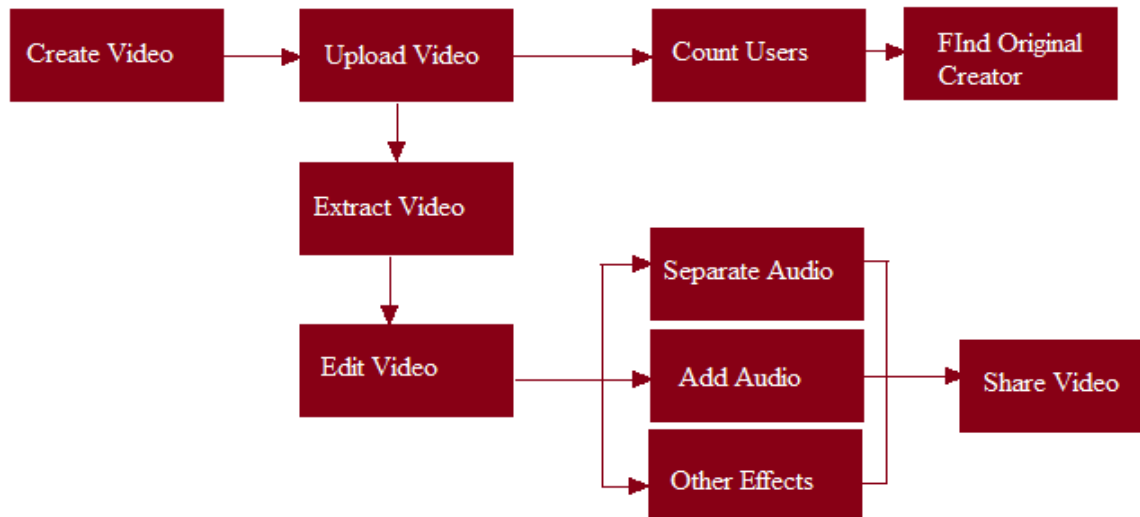 Create Video
Upload Video
Count Users
FInd Original
Creator
Extract Video
Separate Audio
Edit Video
Add Audio
Share Video
Other Effects